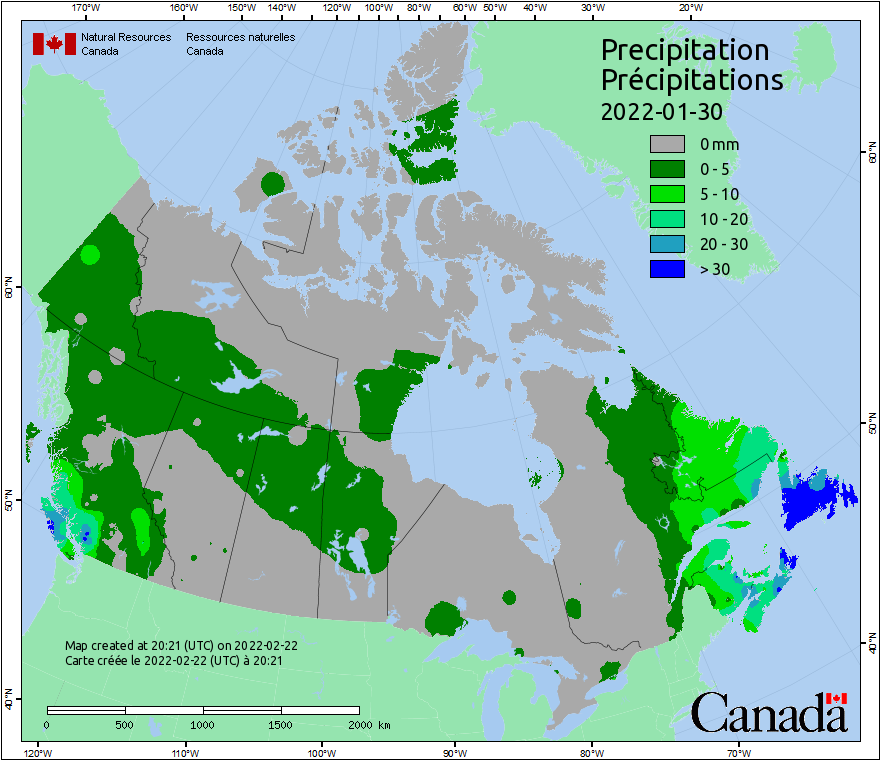 170°W 160°W 150°W 140°W 130°W 120°W 110°W 100°W 90°W 80°W 60°W 50°W 40°W 30°W 20°W
Natural Resources Ressources naturelles
Canada Canada
Precipitation
Précipitations
2022-01-30
0 mm
0 - 5
5 - 10
10 - 20
20 - 30
> 30
60°N 60°N
50°N 50°N
40°N 40°N
Map created at 20:21 (UTC) on 2022-02-22
Carte créée le 2022-02-22 (UTC) à 20:21
0 500 1000 1500 2000 km
Canada
120°W 110°W 100°W 90°W 80°W 70°W